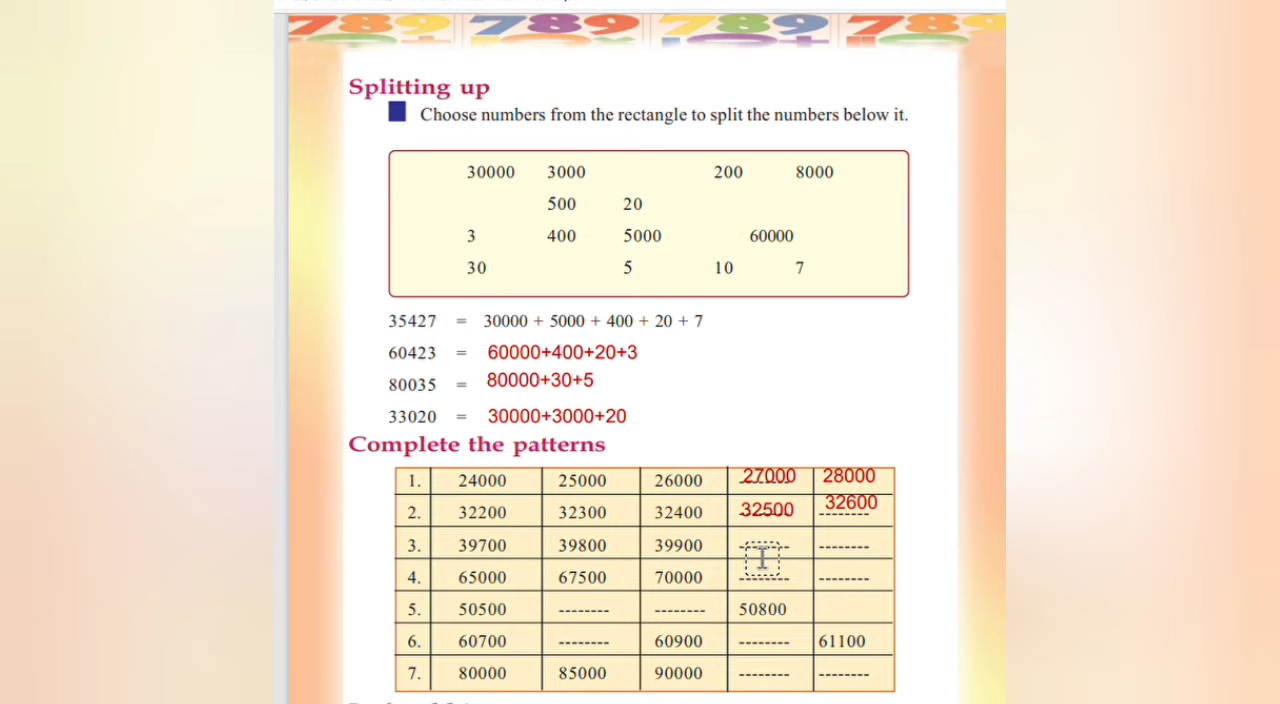 789 789 789 789
Splitting up
Choose numbers from the rectangle to split the numbers below it.
30000 3000 200 8000
500 20
3 400 5000 60000
30 5 10 7
35427 = 30000 + 5000 + 400 + 20 + 7
60423 = 60000+400+20+3
80035 = 80000+30+5
33020 = 30000+3000+20
Complete the patterns
1. 24000 25000 26000 27000 28000
2. 32200 32300 32400 32500 32600
3. 39700 39800 39900 -------- --------
4. 65000 67500 70000 -------- --------
5. 50500 -------- -------- 50800
6. 60700 -------- 60900 -------- 61100
7. 80000 85000 90000 -------- --------